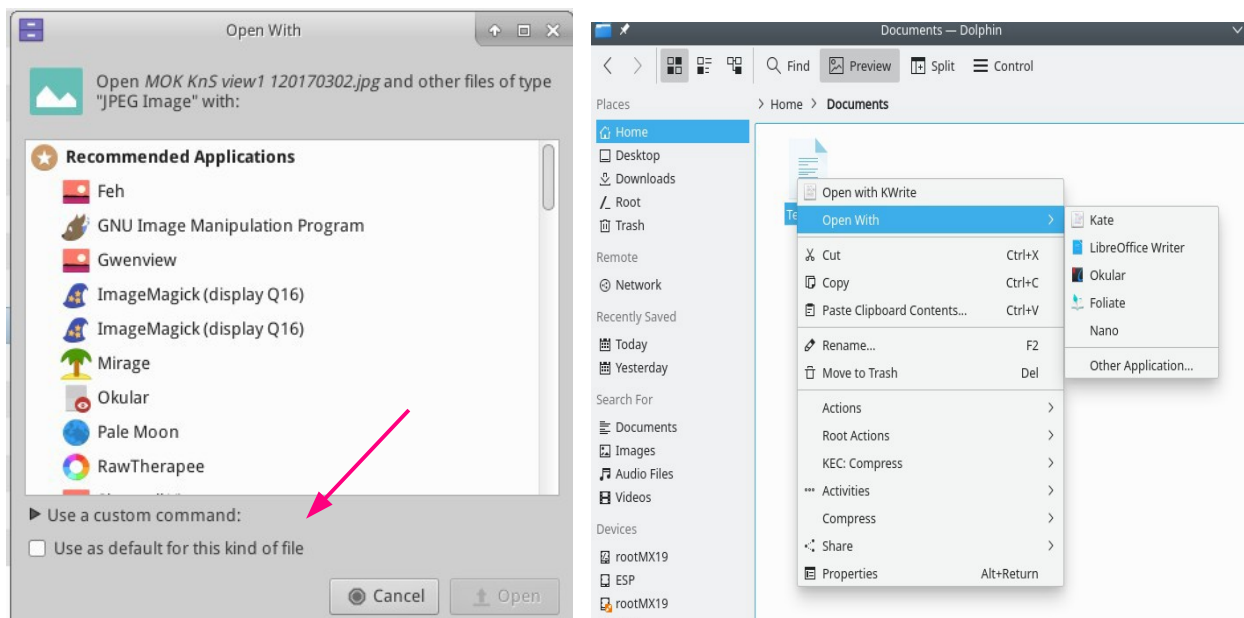 Open With
Open MOK KnS view1 120170302.jpg and other files of type
"JPEG Image" with:
Recommended Applications
Feh
GNU Image Manipulation Program
Gwenview
ImageMagick (display Q16)
ImageMagick (display Q16)
Mirage
Okular
Pale Moon
RawTherapee
Use a custom command:
Use as default for this kind of file
Cancel
Open
Documents — Dolphin
Find
Preview
Split
Control
Places
Home
Desktop
Downloads
Root
Trash
Remote
Network
Recently Saved
Today
Yesterday
Search For
Documents
Images
Audio Files
Videos
Devices
rootMX19
ESP
rootMX19
> Home > Documents
Te
Open with KWrite
Open With
Cut Ctrl+X
Copy Ctrl+C
Paste Clipboard Contents... Ctrl+V
Rename... F2
Move to Trash Del
Actions
Root Actions
KEC: Compress
Activities
Compress
Share
Properties Alt+Return
Kate
LibreOffice Writer
Okular
Foliate
Nano
Other Application...